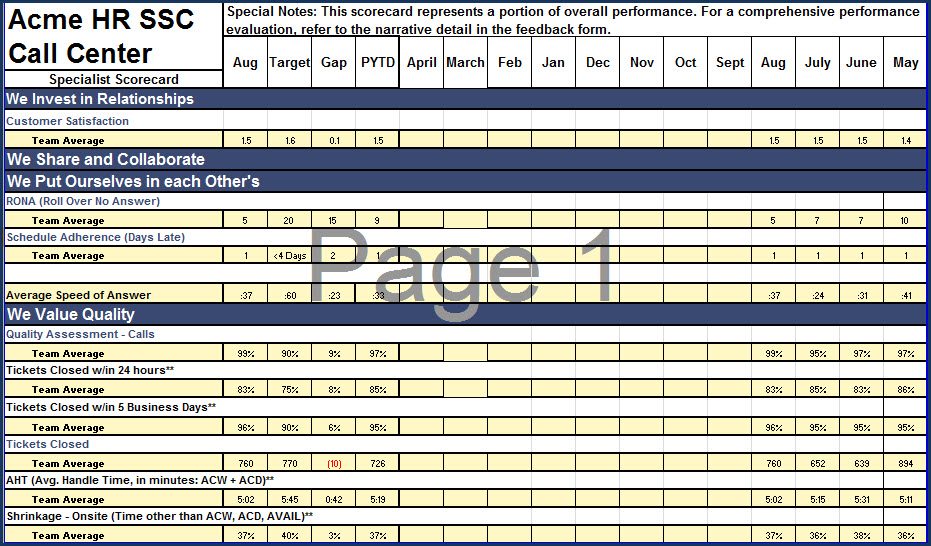 Acme HR SSC
Call Center
Specialist Scorecard
Special Notes: This scorecard represents a portion of overall performance. For a comprehensive performance
evaluation, refer to the narrative detail in the feedback form.
Aug Target Gap PYTD April March Feb Jan Dec Nov Oct Sept Aug July June May
We Invest in Relationships
Customer Satisfaction
Team Average 1.5 1.6 0.1 1.5 1.5 1.5 1.5 1.4
We Share and Collaborate
We Put Ourselves in each Other's
RONA (Roll Over No Answer)
Team Average 5 20 15 9 5 7 7 10
Schedule Adherence (Days Late)
Team Average 1 <4 Days 2 1 1 1 1 1
Page 1
Average Speed of Answer :37 :60 :23 :33 :37 :24 :31 :41
We Value Quality
Quality Assessment - Calls
Team Average 99% 90% 9% 97% 99% 95% 97% 97%
Tickets Closed w/in 24 hours**
Team Average 83% 75% 8% 85% 83% 85% 83% 86%
Tickets Closed w/in 5 Business Days**
Team Average 96% 90% 6% 95% 96% 95% 95% 95%
Tickets Closed
Team Average 760 770 (10) 726 760 652 639 894
AHT (Avg. Handle Time, in minutes: ACW + ACD)**
Team Average 5:02 5:45 0:42 5:19 5:02 5:15 5:31 5:11
Shrinkage - Onsite (Time other than ACW, ACD, AVAIL)**
Team Average 37% 40% 3% 37% 37% 36% 38% 36%